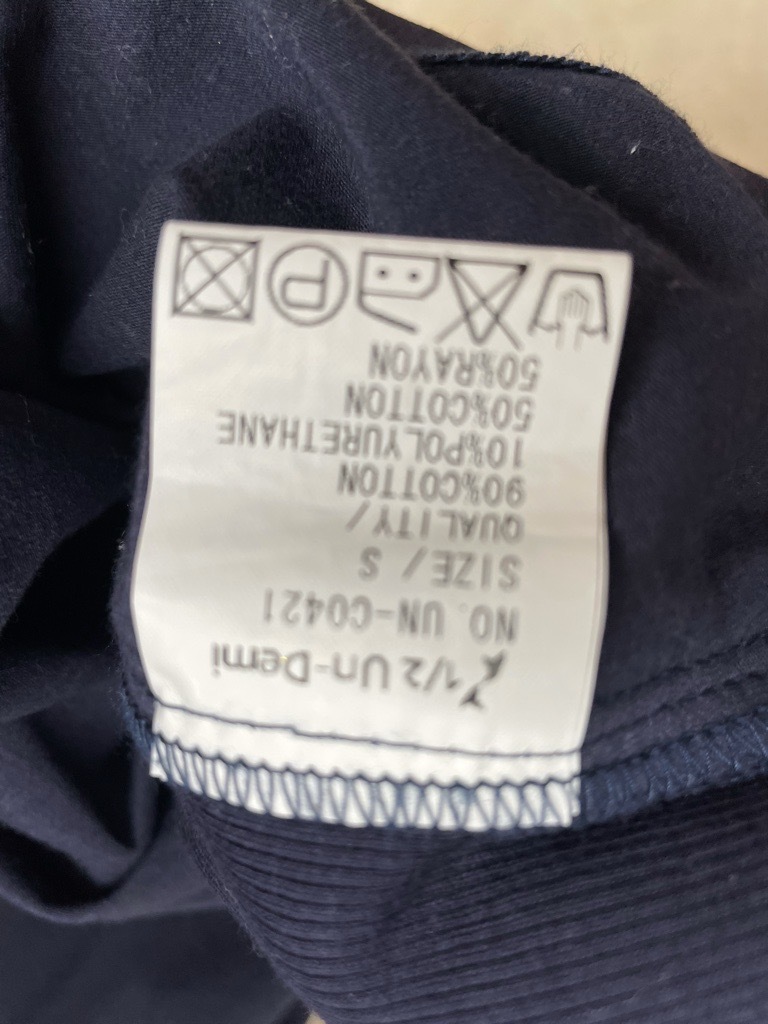 1/2 Un-Demi
NO. UN-C0421
SIZE / S
QUALITY /
90%COTTON
10%POLYURETHANE
50%COTTON
50%RAYON
P